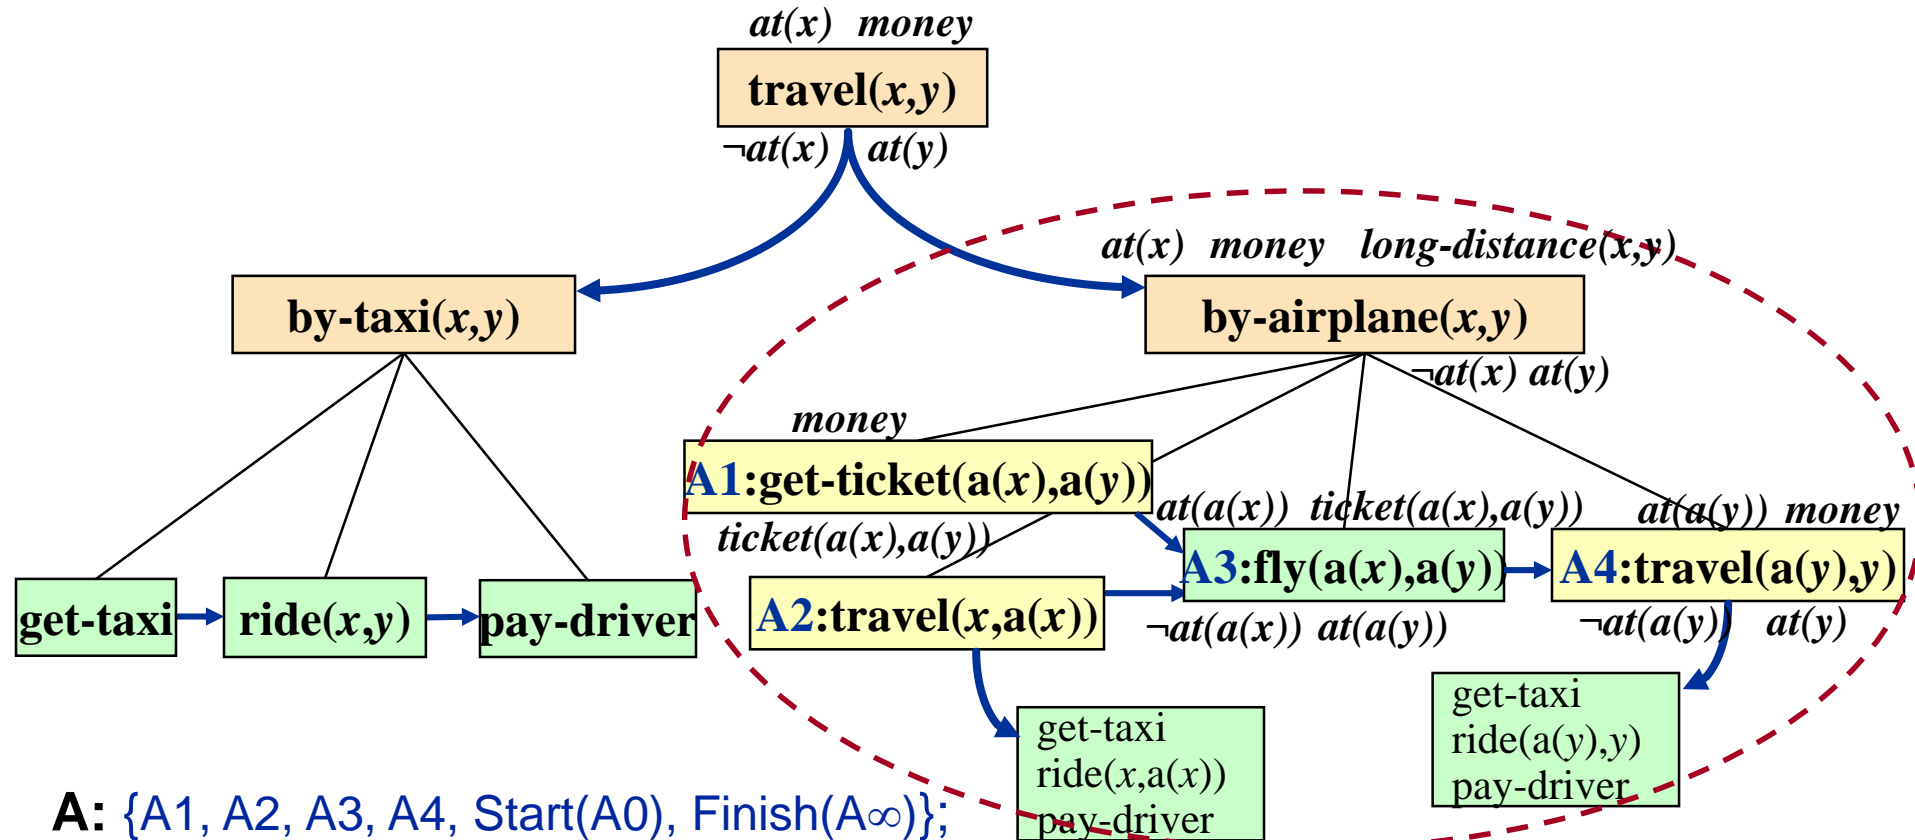 at(x) money
travel(x,y)
¬at(x) at(y)
at(x) money long-distance(x,y)
by-taxi(x,y)
by-airplane(x,y)
¬at(x) at(y)
money
A1:get-ticket(a(x),a(y))
ticket(a(x),a(y))
at(a(x)) ticket(a(x),a(y))
at(a(y)) money
get-taxi
ride(x,y)
pay-driver
A2:travel(x,a(x))
A3:fly(a(x),a(y))
A4:travel(a(y),y)
¬at(a(x)) at(a(y))
¬at(a(y)) at(y)
get-taxi
ride(x,a(x))
pay-driver
get-taxi
ride(a(y),y)
pay-driver
A: {A1, A2, A3, A4, Start(A0), Finish(A∞)};